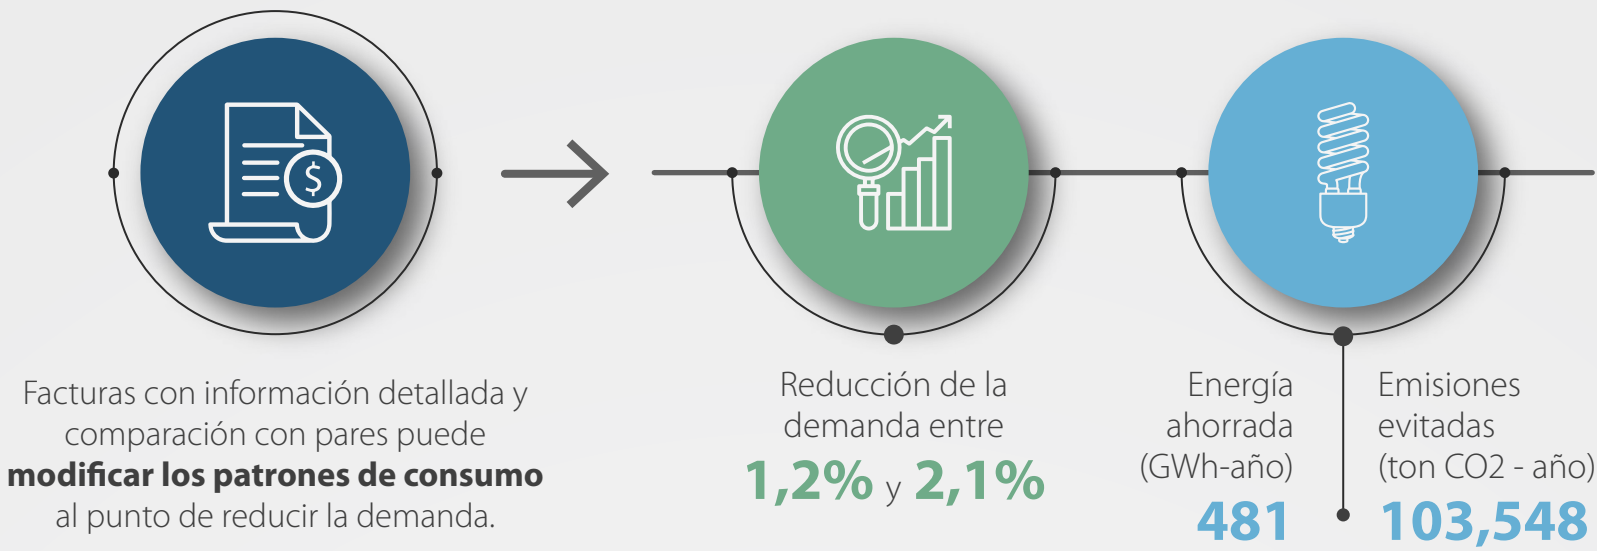 $
Facturas con información detallada y
comparación con pares puede
modificar los patrones de consumo
al punto de reducir la demanda.
Reducción de la
demanda entre
1,2% y 2,1%
Energía
ahorrada
(GWh-año)
481
Emisiones
evitadas
(ton CO2 - año)
103,548